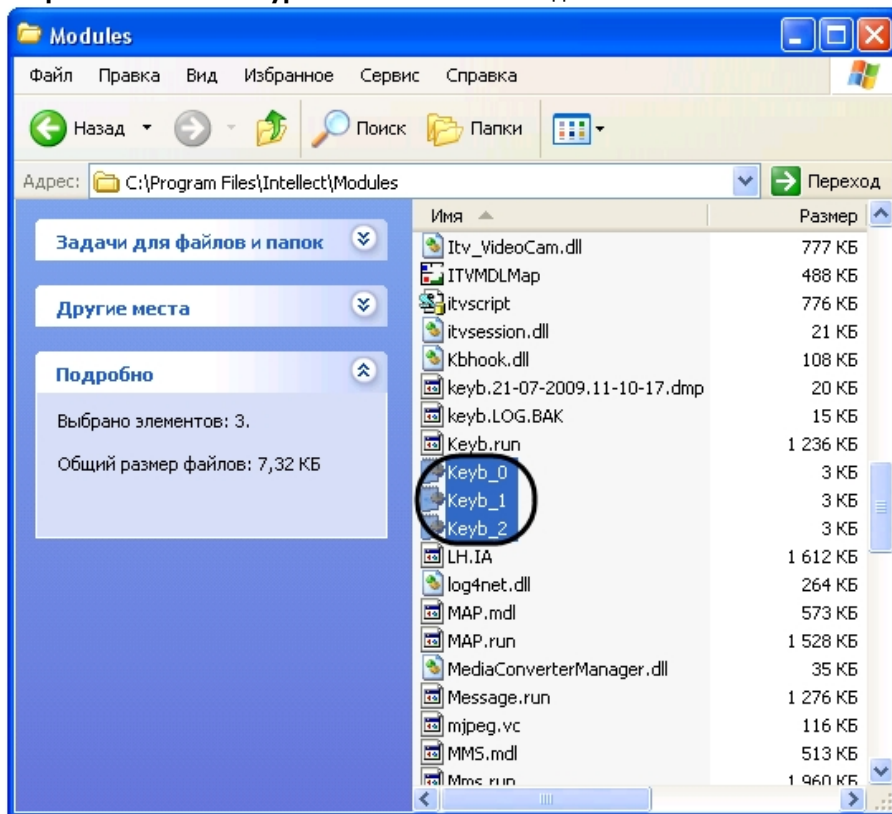 Modules
Файл Правка Вид Избранное Сервис Справка
Назад Поиск Папки
Адрес: C:\Program Files\Intellect\Modules Переход
Задачи для файлов и папок
Другие места
Подробно
Выбрано элементов: 3.
Общий размер файлов: 7,32 КБ
Имя Размер
Itv_VideoCam.dll 777 КБ
ITVMDLMap 488 КБ
itvscript 776 КБ
itvsession.dll 21 КБ
Kbhook.dll 108 КБ
keyb.21-07-2009.11-10-17.dmp 20 КБ
keyb.LOG.BAK 15 КБ
Keyb.run 1 236 КБ
Keyb_0 3 КБ
Keyb_1 3 КБ
Keyb_2 3 КБ
LH.IA 1 612 КБ
log4net.dll 264 КБ
MAP.mdl 573 КБ
MAP.run 1 528 КБ
MediaConverterManager.dll 35 КБ
Message.run 1 276 КБ
mjpeg.vc 116 КБ
MMS.mdl 513 КБ
Mms.run 1 960 КБ